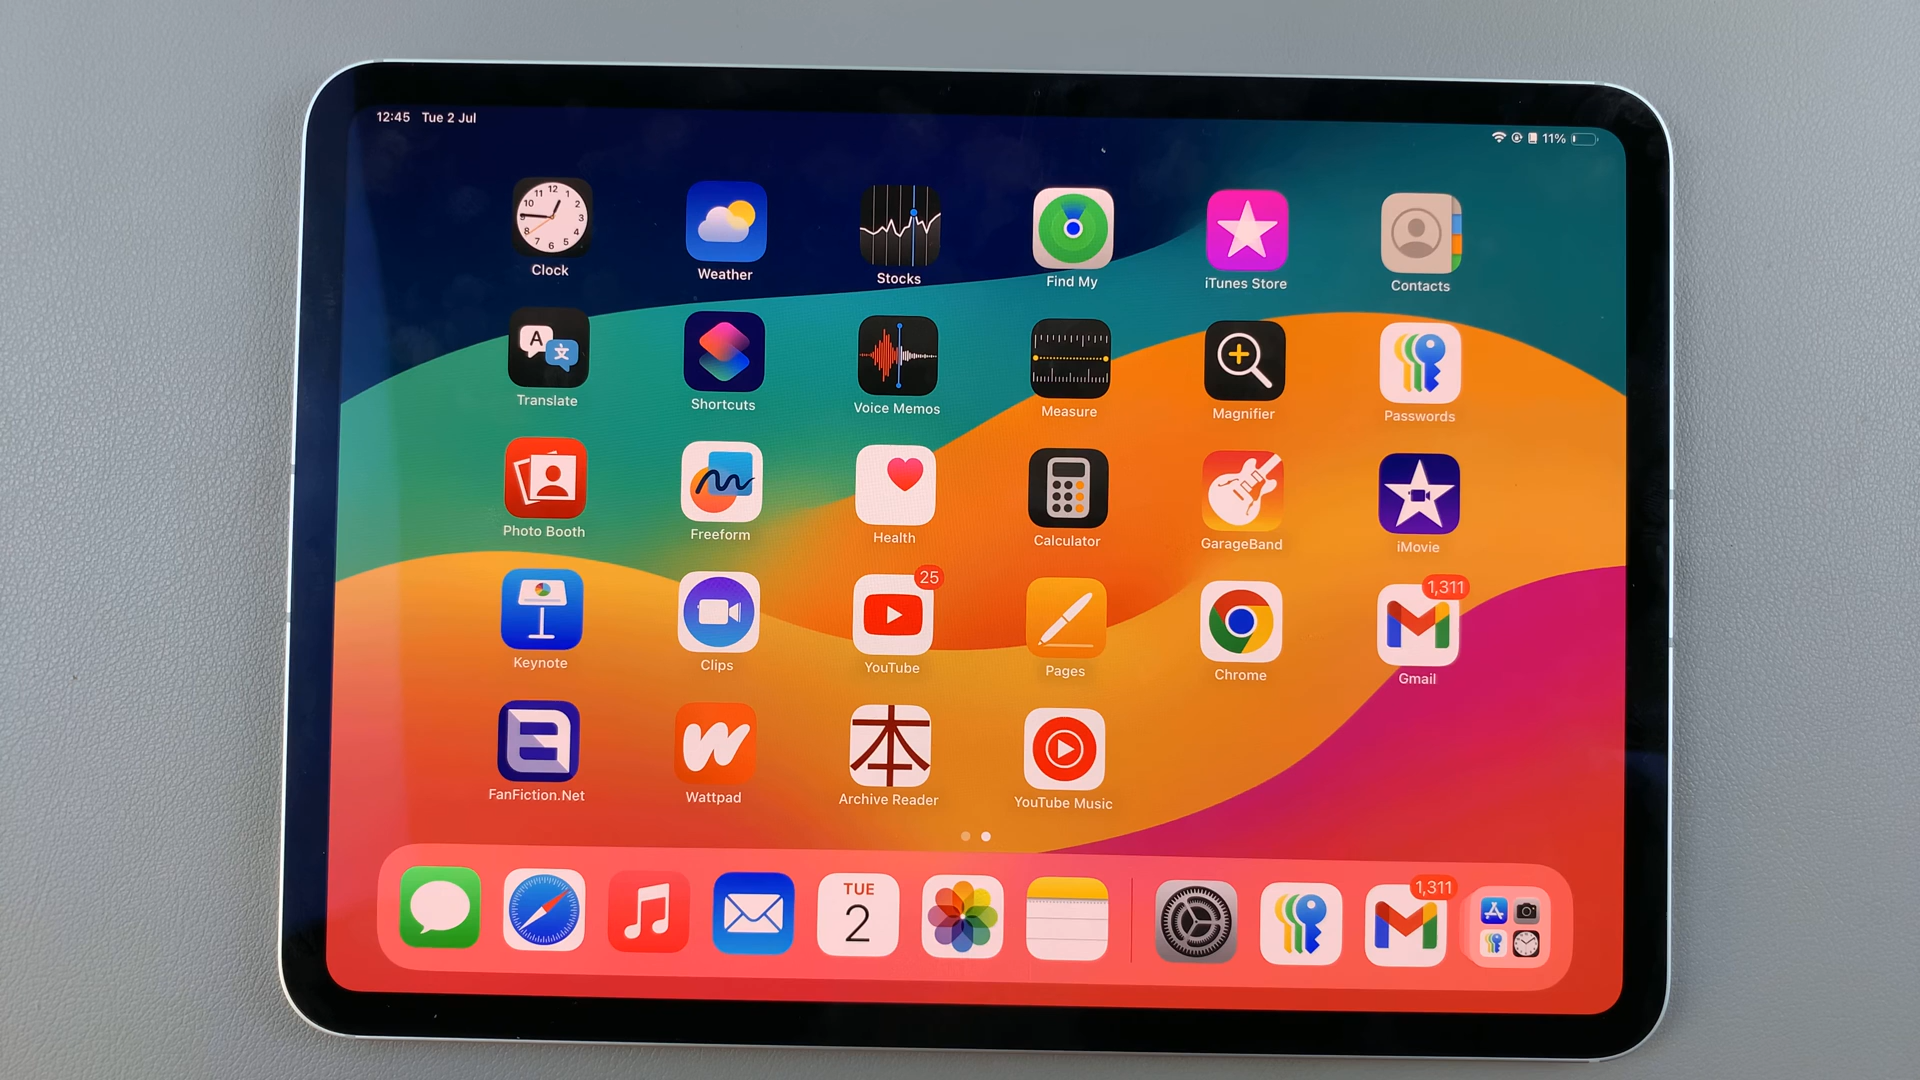 12:45 Tue 2 Jul
11%
Clock Weather Stocks Find My iTunes Store Contacts
A 文
Translate Shortcuts Voice Memos Measure Magnifier Passwords
Photo Booth Freeform Health Calculator GarageBand iMovie
25 1,311
Keynote Clips YouTube Pages Chrome Gmail
本
FanFiction.Net Wattpad Archive Reader YouTube Music
TUE
2
1,311